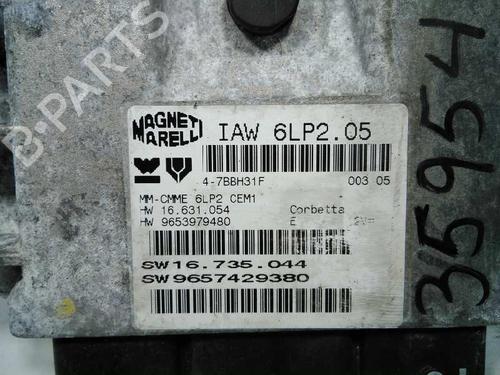 B-PARTS
MAGNETI MARELLI
IAW 6LP2.05
4-7BBH31F 003 05
MM-CMME 6LP2 CEM1
HW 16.631.054 Corbetta
HW 9653979480 E
SW16.735.044
SW9657429380
35954